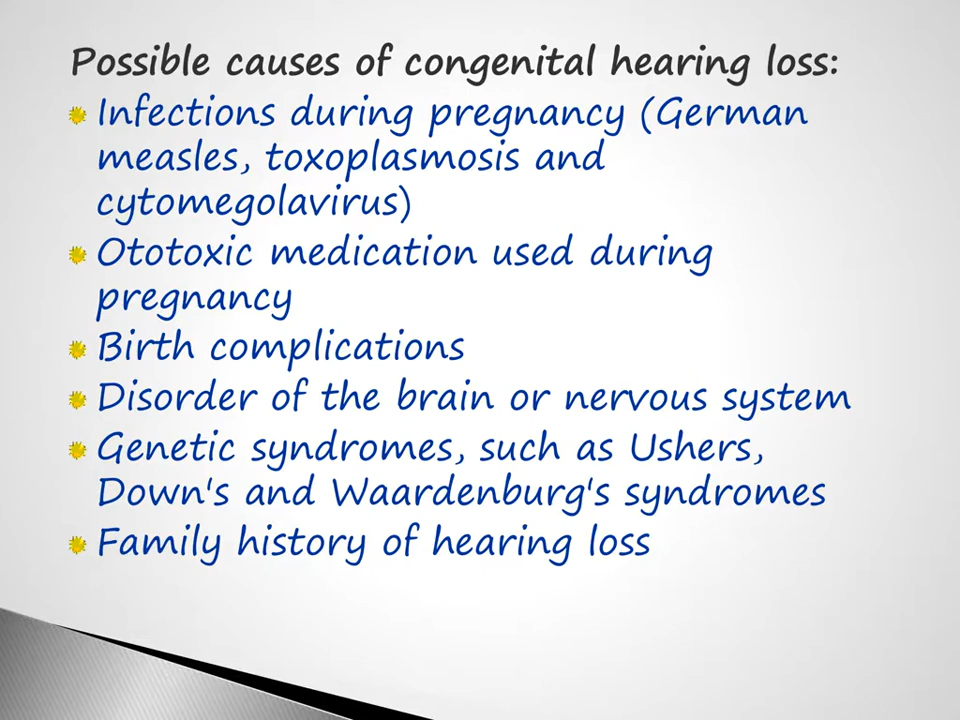 Possible causes of congenital hearing loss:
Infections during pregnancy (German
measles, toxoplasmosis and
cytomegolavirus)
Ototoxic medication used during
pregnancy
Birth complications
Disorder of the brain or nervous system
Genetic syndromes, such as Ushers,
Down's and Waardenburg's syndromes
Family history of hearing loss